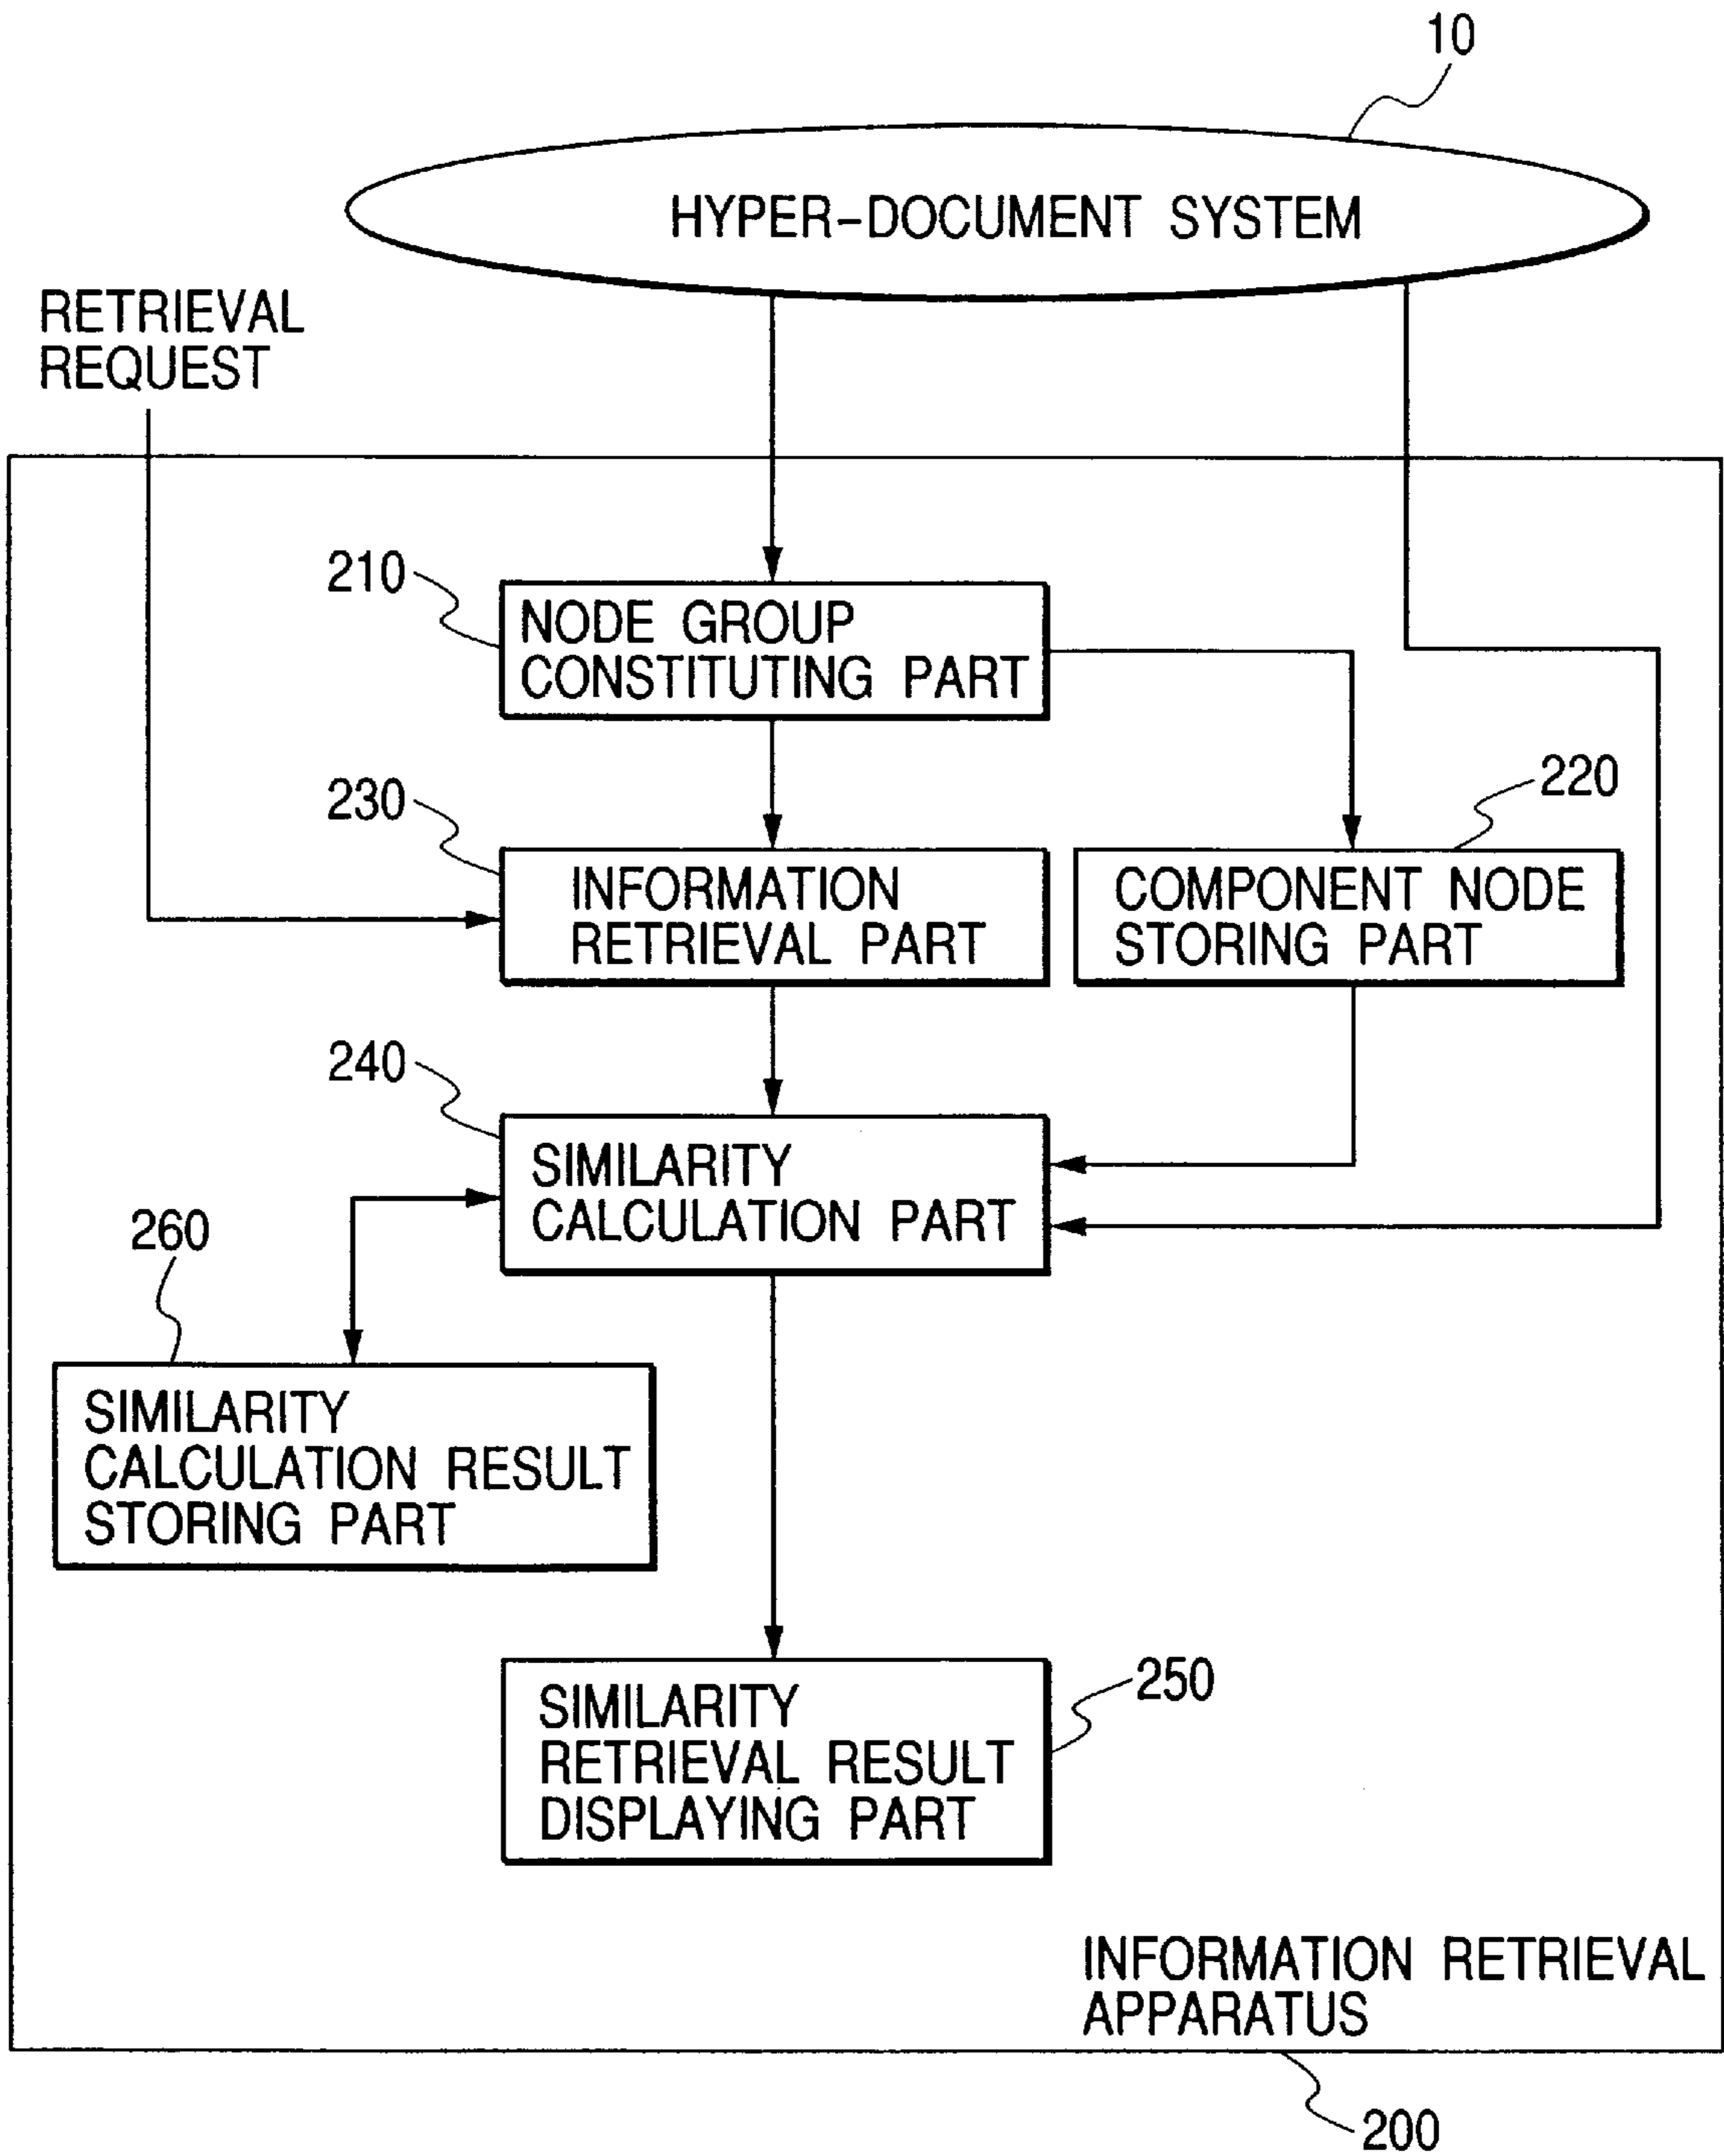 10
HYPER-DOCUMENT SYSTEM
RETRIEVAL
REQUEST
210
NODE GROUP
CONSTITUTING PART
230
INFORMATION
RETRIEVAL PART
220
COMPONENT NODE
STORING PART
240
SIMILARITY
CALCULATION PART
260
SIMILARITY
CALCULATION RESULT
STORING PART
250
SIMILARITY
RETRIEVAL RESULT
DISPLAYING PART
INFORMATION RETRIEVAL
APPARATUS
200